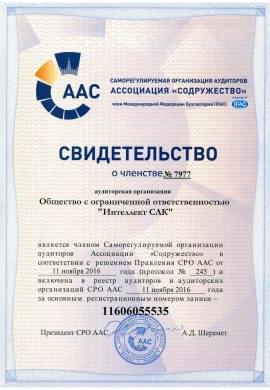 ААС
САМОРЕГУЛИРУЕМАЯ ОРГАНИЗАЦИЯ АУДИТОРОВ
АССОЦИАЦИЯ «СОДРУЖЕСТВО»
член Международной Федерации Бухгалтеров (IFAC)
IFAC
СВИДЕТЕЛЬСТВО
о членстве № 7977
аудиторская организация
Общество с ограниченной ответственностью
"Интеллект САК"
является членом Саморегулируемой организации
аудиторов Ассоциации «Содружество» в
соответствии с решением Правления СРО ААС от
11 ноября 2016 года (протокол № 245 ) и
включена в реестр аудиторов и аудиторских
организаций СРО ААС 11 ноября 2016 года
за основным регистрационным номером записи –
11606055535
Президент СРО ААС А.Д. Шеремет